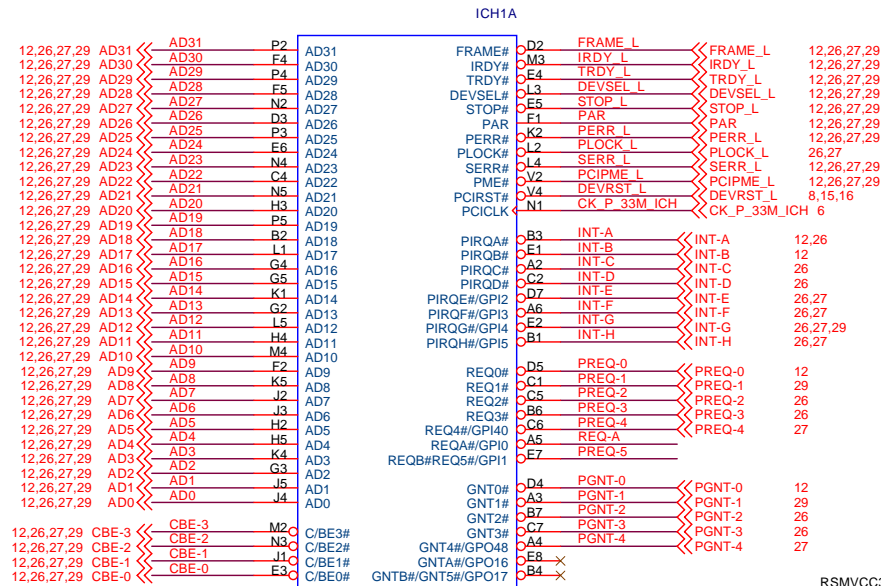 ICH1A
12,26,27,29 AD31 AD31 P2 AD31 FRAME# D2 FRAME_L FRAME_L 12,26,27,29
12,26,27,29 AD30 AD30 F4 AD30 IRDY# M3 IRDY_L IRDY_L 12,26,27,29
12,26,27,29 AD29 AD29 P4 AD29 TRDY# E4 TRDY_L TRDY_L 12,26,27,29
12,26,27,29 AD28 AD28 F5 AD28 DEVSEL# L3 DEVSEL_L DEVSEL_L 12,26,27,29
12,26,27,29 AD27 AD27 N2 AD27 STOP# E5 STOP_L STOP_L 12,26,27,29
12,26,27,29 AD26 AD26 D3 AD26 PAR F1 PAR PAR 12,26,27,29
12,26,27,29 AD25 AD25 P3 AD25 PERR# K2 PERR_L PERR_L 12,26,27,29
12,26,27,29 AD24 AD24 E6 AD24 PLOCK# L2 PLOCK_L PLOCK_L 26,27
12,26,27,29 AD23 AD23 N4 AD23 SERR# L4 SERR_L SERR_L 12,26,27,29
12,26,27,29 AD22 AD22 C4 AD22 PME# V2 PCIPME_L PCIPME_L 12,26,27,29
12,26,27,29 AD21 AD21 N5 AD21 PCIRST# V4 DEVRST_L DEVRST_L 8,15,16
12,26,27,29 AD20 AD20 H3 AD20 PCICLK N1 CK_P_33M_ICH CK_P_33M_ICH 6
12,26,27,29 AD19 AD19 P5 AD19
12,26,27,29 AD18 AD18 B2 AD18 PIRQA# B3 INT-A INT-A 12,26
12,26,27,29 AD17 AD17 L1 AD17 PIRQB# E1 INT-B INT-B 12
12,26,27,29 AD16 AD16 G4 AD16 PIRQC# A2 INT-C INT-C 26
12,26,27,29 AD15 AD15 G5 AD15 PIRQD# C2 INT-D INT-D 26
12,26,27,29 AD14 AD14 K1 AD14 PIRQE#/GPI2 D7 INT-E INT-E 26,27
12,26,27,29 AD13 AD13 G2 AD13 PIRQF#/GPI3 A6 INT-F INT-F 26,27
12,26,27,29 AD12 AD12 L5 AD12 PIRQG#/GPI4 E2 INT-G INT-G 26,27,29
12,26,27,29 AD11 AD11 H4 AD11 PIRQH#/GPI5 B1 INT-H INT-H 26,27
12,26,27,29 AD10 AD10 M4 AD10
12,26,27,29 AD9 AD9 F2 AD9 REQ0# D5 PREQ-0 PREQ-0 12
12,26,27,29 AD8 AD8 K5 AD8 REQ1# C1 PREQ-1 PREQ-1 29
12,26,27,29 AD7 AD7 J2 AD7 REQ2# C5 PREQ-2 PREQ-2 26
12,26,27,29 AD6 AD6 J3 AD6 REQ3# B6 PREQ-3 PREQ-3 26
12,26,27,29 AD5 AD5 H2 AD5 REQ4#/GPI40 C6 PREQ-4 PREQ-4 27
12,26,27,29 AD4 AD4 H5 AD4 REQA#/GPI0 A5 REQ-A
12,26,27,29 AD3 AD3 K4 AD3 REQB#REQ5#/GPI1 E7 PREQ-5
12,26,27,29 AD2 AD2 G3 AD2
12,26,27,29 AD1 AD1 J5 AD1 GNT0# D4 PGNT-0 PGNT-0 12
12,26,27,29 AD0 AD0 J4 AD0 GNT1# A3 PGNT-1 PGNT-1 29
GNT2# B7 PGNT-2 PGNT-2 26
12,26,27,29 CBE-3 CBE-3 M2 C/BE3# GNT3# C7 PGNT-3 PGNT-3 26
12,26,27,29 CBE-2 CBE-2 N3 C/BE2# GNT4#/GPO48 A4 PGNT-4 PGNT-4 27
12,26,27,29 CBE-1 CBE-1 J1 C/BE1# GNTA#/GPO16 E8
12,26,27,29 CBE-0 CBE-0 E3 C/BE0# GNTB#/GNT5#/GPO17 B4